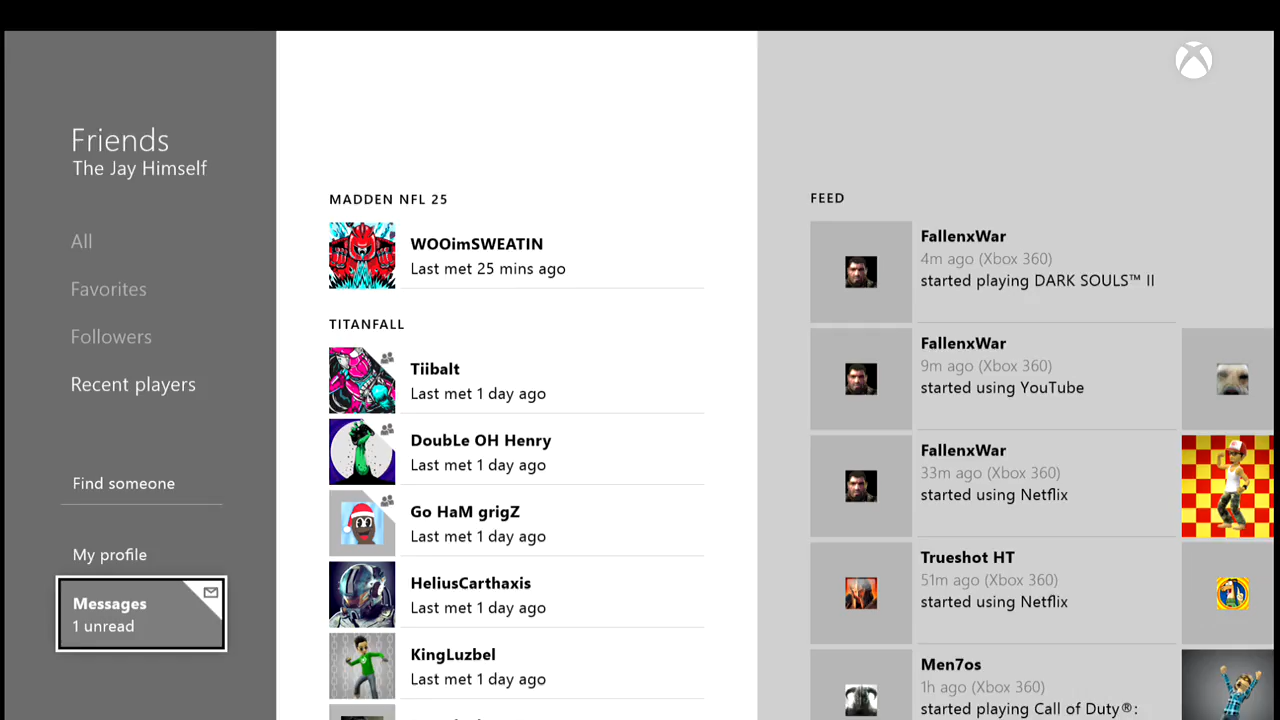 Friends
The Jay Himself
All
Favorites
Followers
Recent players
Find someone
My profile
Messages
1 unread
MADDEN NFL 25
WOOimSWEATIN
Last met 25 mins ago
TITANFALL
Tiibalt
Last met 1 day ago
DoubLe OH Henry
Last met 1 day ago
Go HaM grigZ
Last met 1 day ago
HeliusCarthaxis
Last met 1 day ago
KingLuzbel
Last met 1 day ago
FEED
FallenxWar
4m ago (Xbox 360)
started playing DARK SOULS™ II
FallenxWar
9m ago (Xbox 360)
started using YouTube
FallenxWar
33m ago (Xbox 360)
started using Netflix
Trueshot HT
51m ago (Xbox 360)
started using Netflix
Men7os
1h ago (Xbox 360)
started playing Call of Duty®: